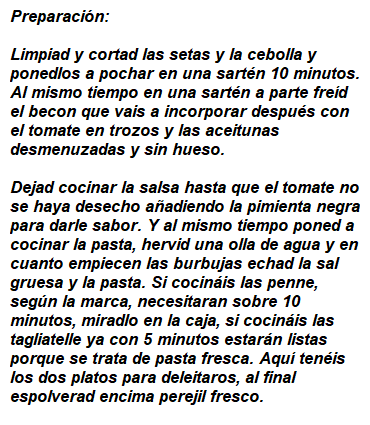 Preparación:
Limpiad y cortad las setas y la cebolla y
ponedlos a pochar en una sartén 10 minutos.
Al mismo tiempo en una sartén a parte freíd
el becon que vais a incorporar después con
el tomate en trozos y las aceitunas
desmenuzadas y sin hueso.
Dejad cocinar la salsa hasta que el tomate no
se haya desecho añadiendo la pimienta negra
para darle sabor. Y al mismo tiempo poned a
cocinar la pasta, hervid una olla de agua y en
cuanto empiecen las burbujas echad la sal
gruesa y la pasta. Si cocináis las penne,
según la marca, necesitaran sobre 10
minutos, miradlo en la caja, si cocináis las
tagliatelle ya con 5 minutos estarán listas
porque se trata de pasta fresca. Aquí tenéis
los dos platos para deleitaros, al final
espolverad encima perejil fresco.